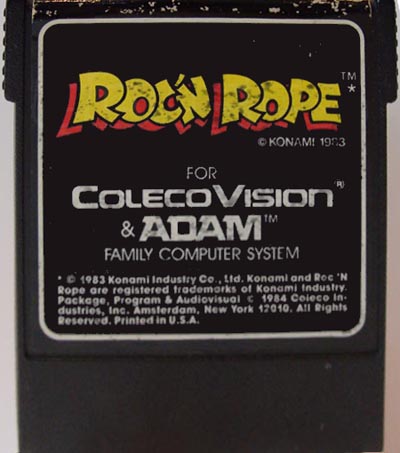 ROC'N ROPE™*
© KONAMI 1983
FOR
COLECOVISION®
& ADAM™
FAMILY COMPUTER SYSTEM
* © 1983 Konami Industry Co., Ltd. Konami and Roc 'N
Rope are registered trademarks of Konami Industry.
Package, Program & Audiovisual © 1984 Coleco In-
dustries, Inc. Amsterdam, New York 12010. All Rights
Reserved. Printed in U.S.A.